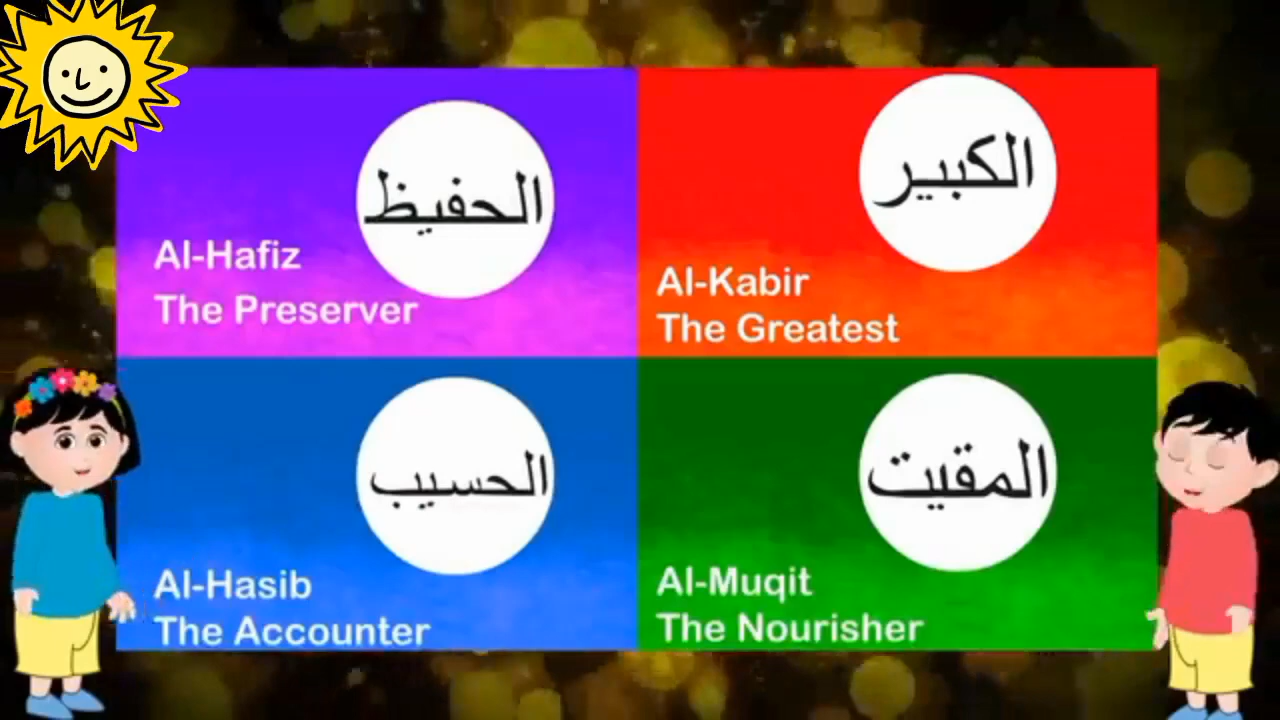 الحفيظ
Al-Hafiz
The Preserver
الكبير
Al-Kabir
The Greatest
الحسيب
Al-Hasib
The Accounter
المقيت
Al-Muqit
The Nourisher